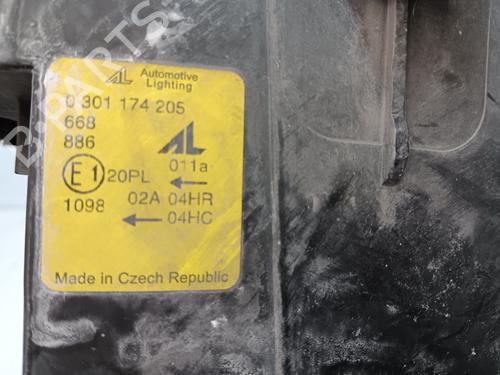 AL Automotive
Lighting
0 301 174 205
668
886
AL
E1 20PL 011a
1098 02A 04HR
04HC
Made in Czech Republic
B-PARTS